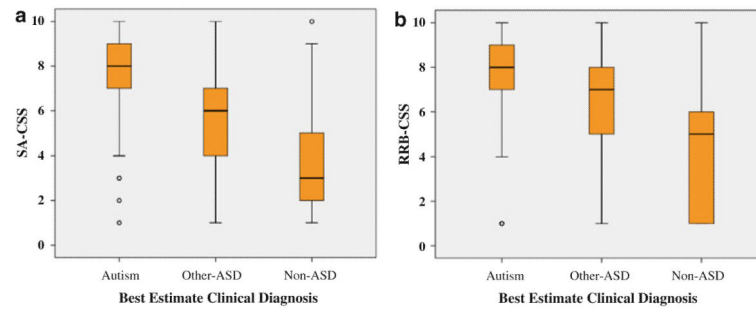 a
10
8
6
4
2
0
SA-CSS
Autism Other-ASD Non-ASD
Best Estimate Clinical Diagnosis
b
10
8
6
4
2
0
RRB-CSS
Autism Other-ASD Non-ASD
Best Estimate Clinical Diagnosis